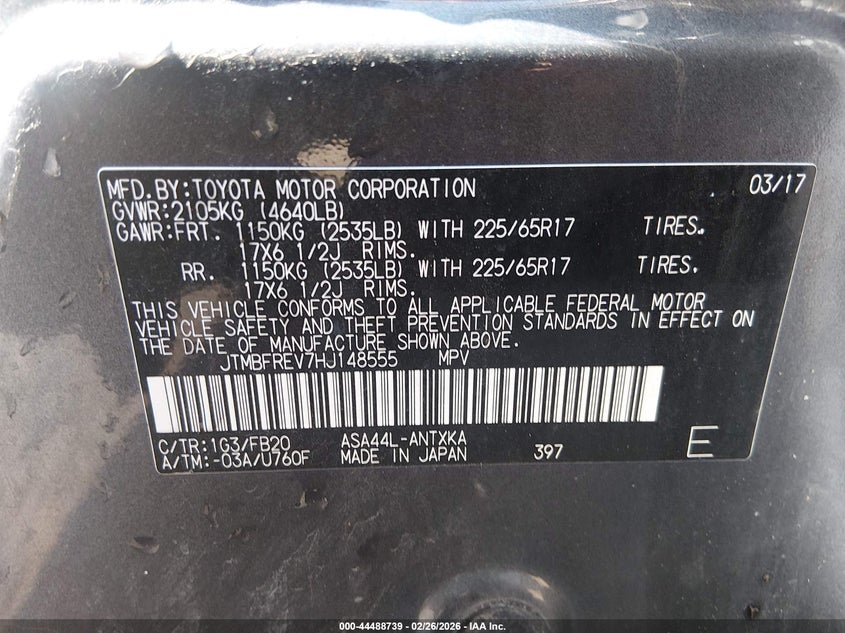 MFD.BY:TOYOTA MOTOR CORPORATION 03/17
GVWR:2105KG (4640LB)
GAWR:FRT. 1150KG (2535LB) WITH 225/65R17 TIRES.
17X6 1/2J RIMS.
RR. 1150KG (2535LB) WITH 225/65R17 TIRES.
17X6 1/2J RIMS.
THIS VEHICLE CONFORMS TO ALL APPLICABLE FEDERAL MOTOR
VEHICLE SAFETY AND THEFT PREVENTION STANDARDS IN EFFECT ON
THE DATE OF MANUFACTURE SHOWN ABOVE.
JTMBFREV7HJ148555 MPV
C/TR:1G3/FB20 ASA44L-ANTXKA
A/TM:-03A/U760F MADE IN JAPAN 397 E
000-44488739 - 02/26/2026 - IAA Inc.